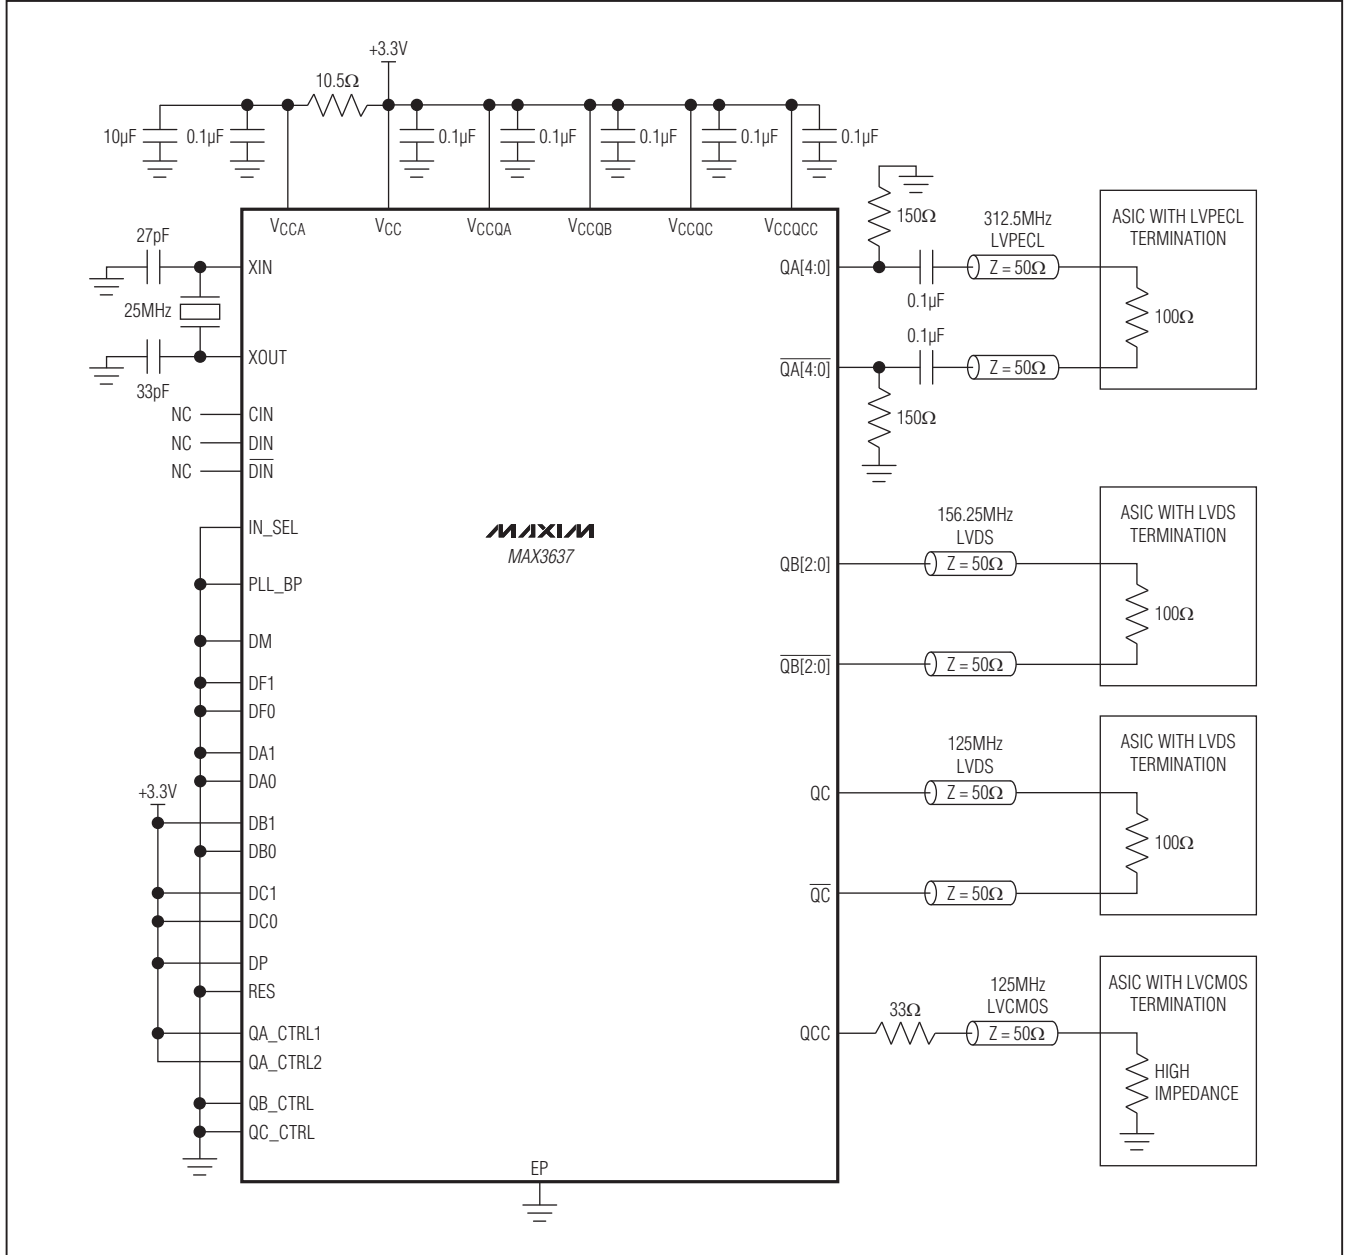 +3.3V
10.5Ω
10µF
0.1µF
0.1µF
0.1µF
0.1µF
0.1µF
0.1µF
VCCA
VCC
VCCQA
VCCQB
VCCQC
VCCQCC
27pF
XIN
25MHz
XOUT
33pF
NC
CIN
NC
DIN
NC
DIN
IN_SEL
PLL_BP
DM
DF1
DF0
DA1
DA0
+3.3V
DB1
DB0
DC1
DC0
DP
RES
QA_CTRL1
QA_CTRL2
QB_CTRL
QC_CTRL
MAXIM
MAX3637
EP
QA[4:0]
150Ω
0.1µF
312.5MHz
LVPECL
Z = 50Ω
ASIC WITH LVPECL
TERMINATION
100Ω
QA[4:0]
150Ω
0.1µF
Z = 50Ω
QB[2:0]
156.25MHz
LVDS
Z = 50Ω
ASIC WITH LVDS
TERMINATION
100Ω
QB[2:0]
Z = 50Ω
QC
125MHz
LVDS
Z = 50Ω
ASIC WITH LVDS
TERMINATION
100Ω
QC
Z = 50Ω
QCC
33Ω
125MHz
LVCMOS
Z = 50Ω
ASIC WITH LVCMOS
TERMINATION
HIGH
IMPEDANCE